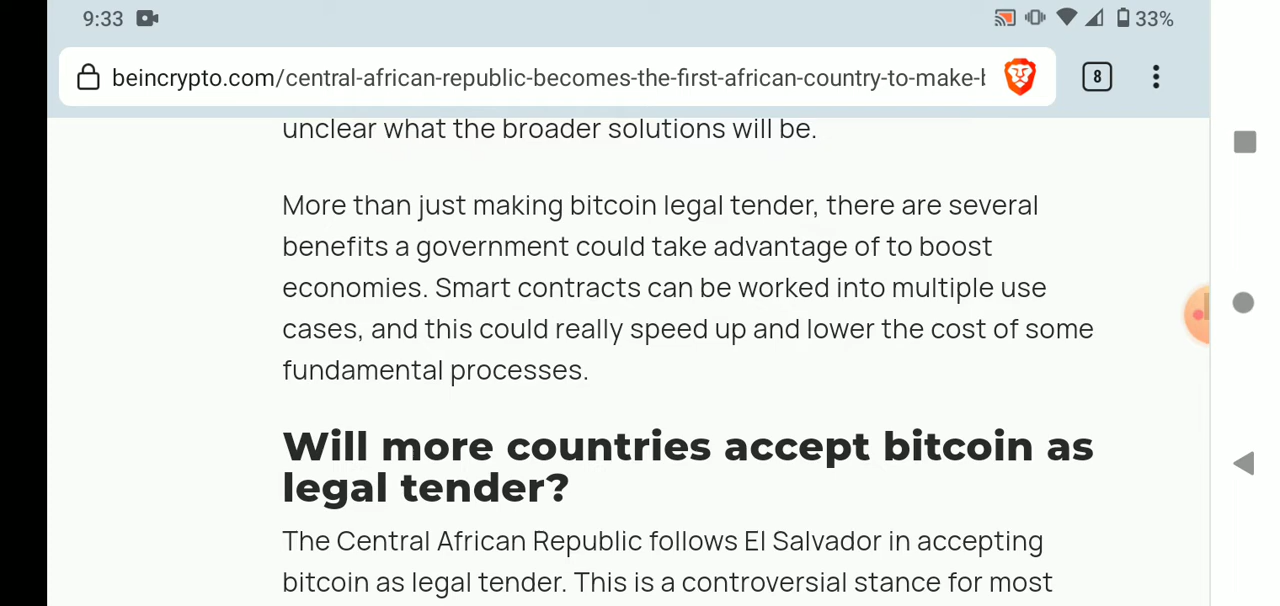 9:33
33%
beincrypto.com/central-african-republic-becomes-the-first-african-country-to-make-b
8
unclear what the broader solutions will be.
More than just making bitcoin legal tender, there are several
benefits a government could take advantage of to boost
economies. Smart contracts can be worked into multiple use
cases, and this could really speed up and lower the cost of some
fundamental processes.
Will more countries accept bitcoin as
legal tender?
The Central African Republic follows El Salvador in accepting
bitcoin as legal tender. This is a controversial stance for most